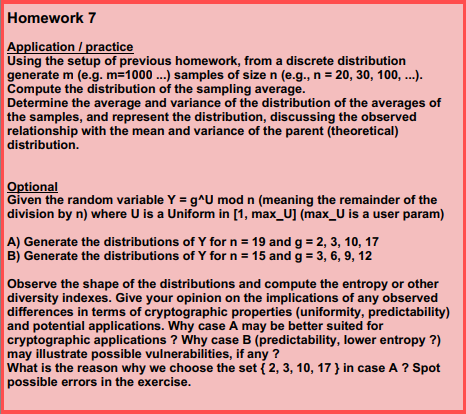 Homework 7
Application / practice
Using the setup of previous homework, from a discrete distribution
generate m (e.g. m=1000 ...) samples of size n (e.g., n = 20, 30, 100, ...).
Compute the distribution of the sampling average.
Determine the average and variance of the distribution of the averages of
the samples, and represent the distribution, discussing the observed
relationship with the mean and variance of the parent (theoretical)
distribution.
Optional
Given the random variable Y = g^U mod n (meaning the remainder of the
division by n) where U is a Uniform in [1, max_U] (max_U is a user param)
A) Generate the distributions of Y for n = 19 and g = 2, 3, 10, 17
B) Generate the distributions of Y for n = 15 and g = 3, 6, 9, 12
Observe the shape of the distributions and compute the entropy or other
diversity indexes. Give your opinion on the implications of any observed
differences in terms of cryptographic properties (uniformity, predictability)
and potential applications. Why case A may be better suited for
cryptographic applications ? Why case B (predictability, lower entropy ?)
may illustrate possible vulnerabilities, if any ?
What is the reason why we choose the set { 2, 3, 10, 17 } in case A ? Spot
possible errors in the exercise.